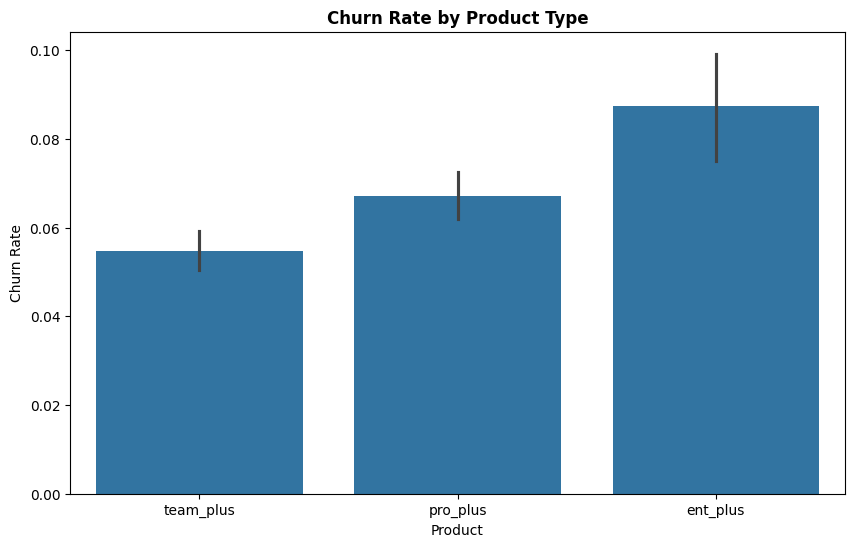 Churn Rate by Product Type
0.10
0.08
0.06
0.04
0.02
0.00
Churn Rate
team_plus
pro_plus
ent_plus
Product